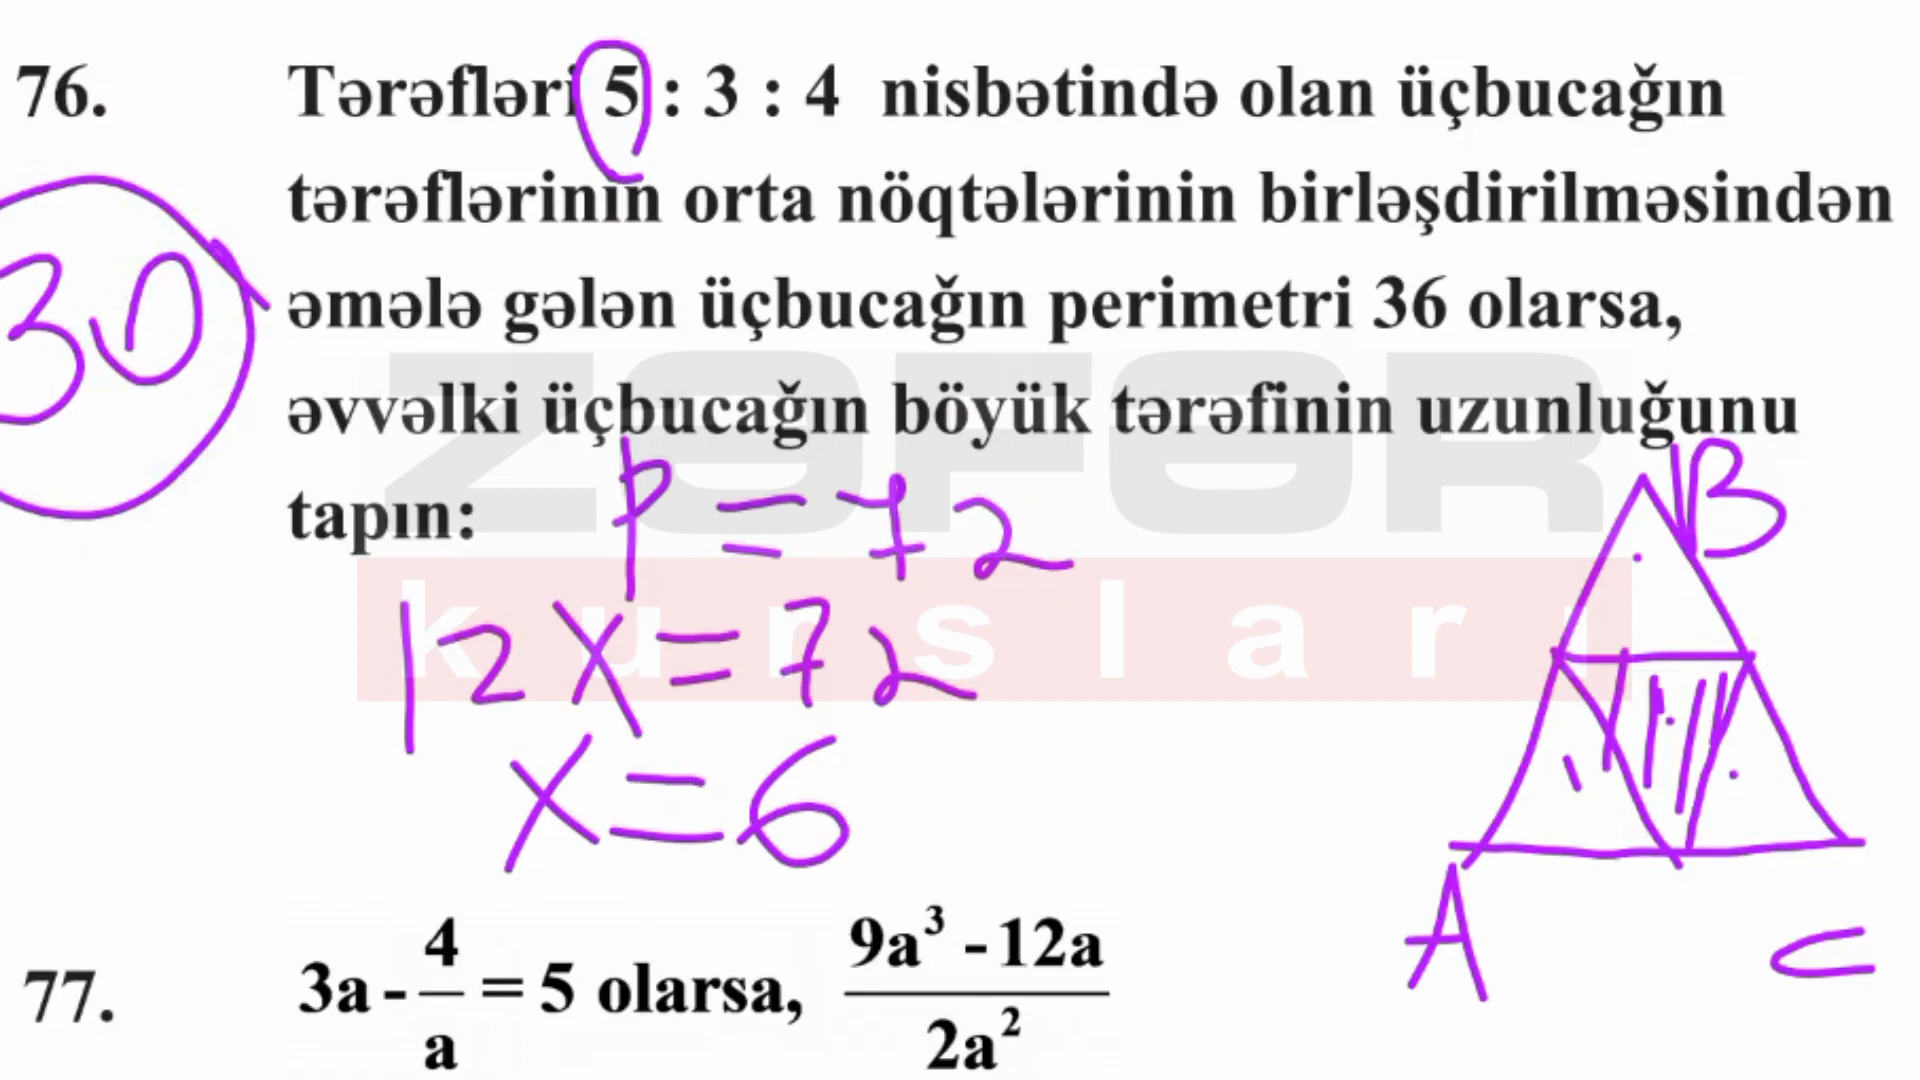 76. Tərəfləri 5 : 3 : 4 nisbətində olan üçbucağın
tərəflərinin orta nöqtələrinin birləşdirilməsindən
30
əmələ gələn üçbucağın perimetri 36 olarsa,
əvvəlki üçbucağın böyük tərəfinin uzunluğunu
tapın:
P = 72
B
ZƏFƏR
kursları
12x = 72
x = 6
A C
77. 3a - 4/a = 5 olarsa, (9a³ - 12a)/(2a²)